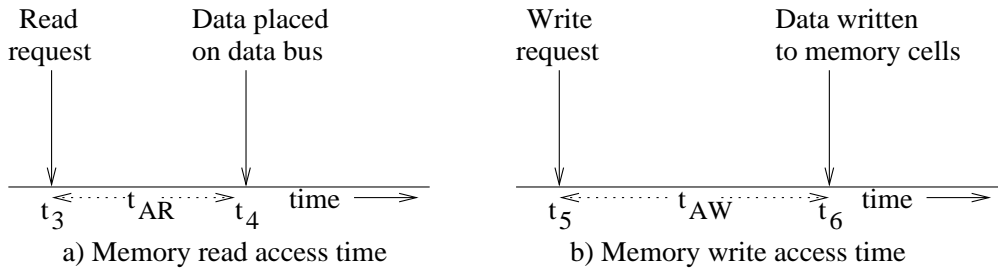 Read
request
Data placed
on data bus
t3
tAR
t4
time
a) Memory read access time
Write
request
Data written
to memory cells
t5
tAW
t6
time
b) Memory write access time